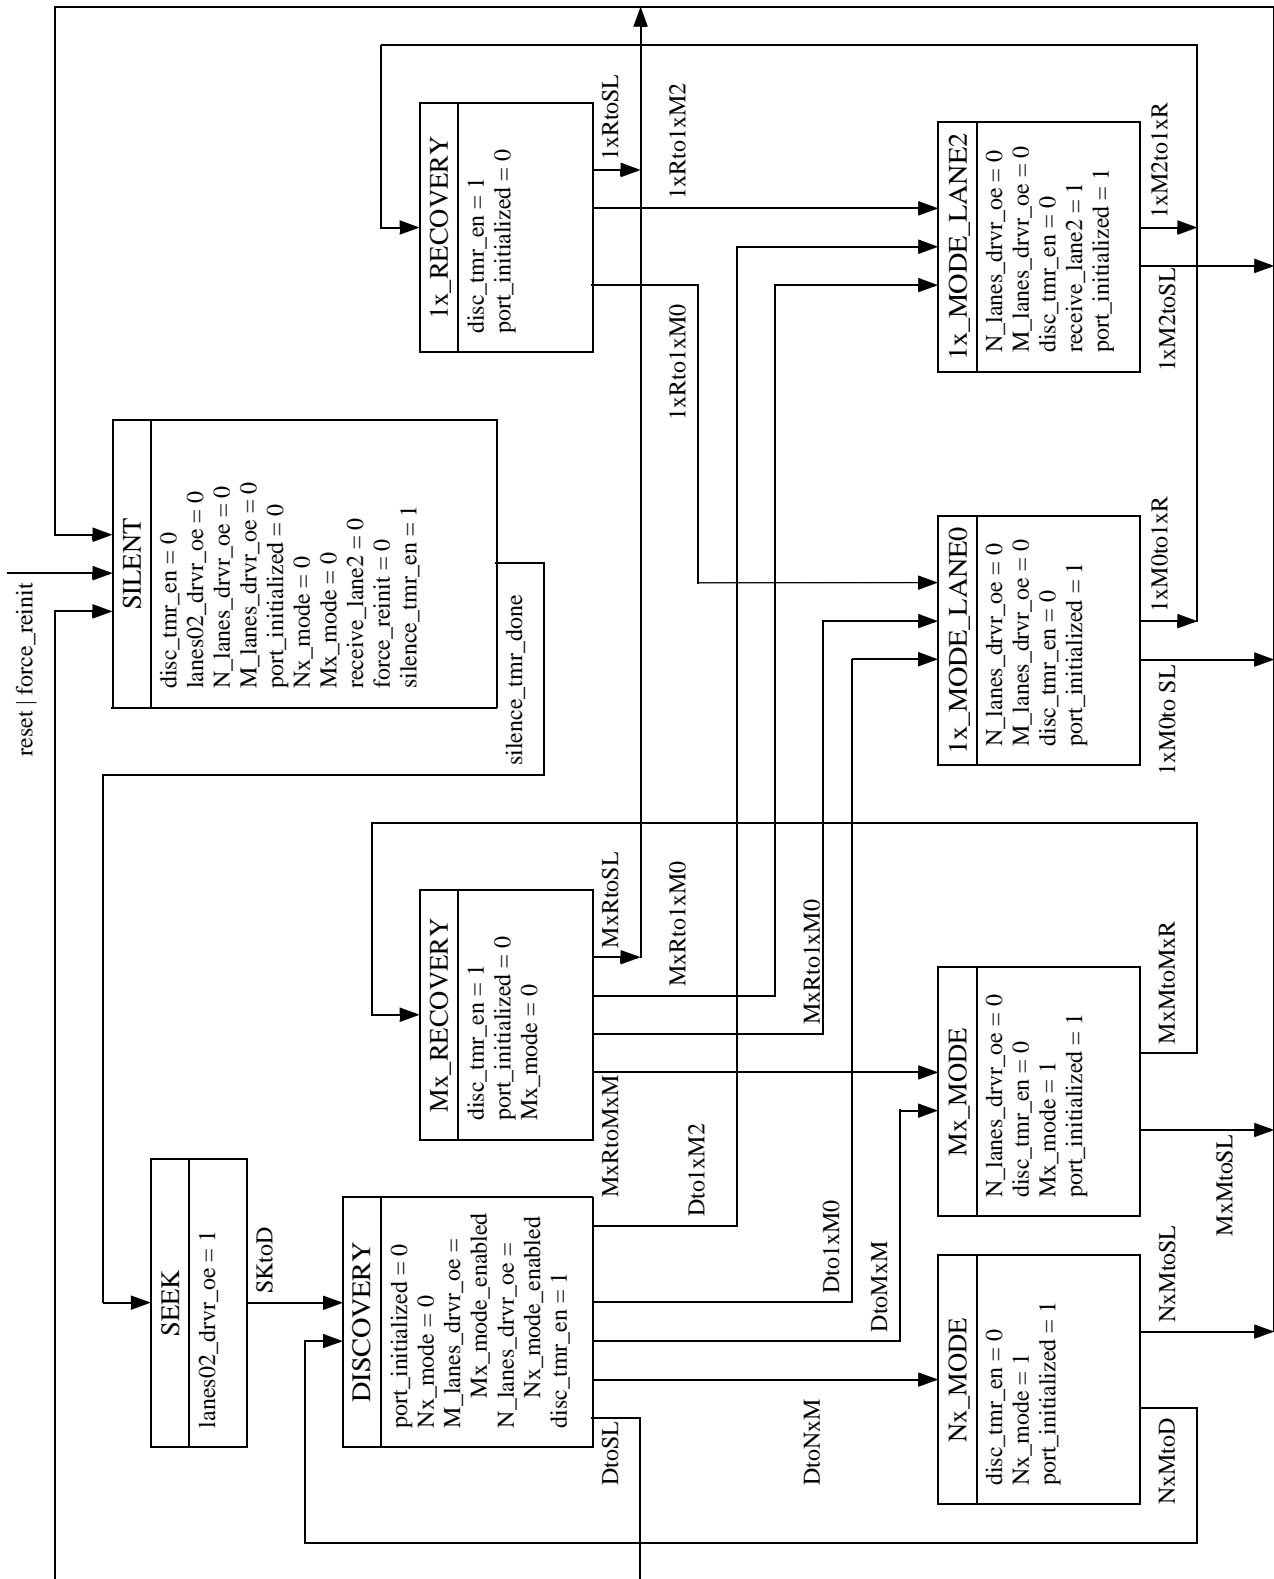 reset | force_reinit
SILENT
disc_tmr_en = 0
lanes02_drvr_oe = 0
N_lanes_drvr_oe = 0
M_lanes_drvr_oe = 0
port_initialized = 0
Nx_mode = 0
Mx_mode = 0
receive_lane2 = 0
force_reinit = 0
silence_tmr_en = 1
silence_tmr_done
SEEK
lanes02_drvr_oe = 1
SKtoD
DISCOVERY
port_initialized = 0
Nx_mode = 0
M_lanes_drvr_oe =
Mx_mode_enabled
N_lanes_drvr_oe =
Nx_mode_enabled
disc_tmr_en = 1
DtoSL
DtoNxM
DtoMxM
Dto1xM0
Dto1xM2
Mx_RECOVERY
disc_tmr_en = 1
port_initialized = 0
Mx_mode = 0
MxRtoMxM
MxRtoSL
MxRto1xM0
MxRto1xM0
1x_RECOVERY
disc_tmr_en = 1
port_initialized = 0
1xRtoSL
1xRto1xM2
1xRto1xM0
Nx_MODE
disc_tmr_en = 0
Nx_mode = 1
port_initialized = 1
NxMtoD
NxMtoSL
Mx_MODE
N_lanes_drvr_oe = 0
disc_tmr_en = 0
Mx_mode = 1
port_initialized = 1
MxMtoSL
MxMtoMxR
1x_MODE_LANE0
N_lanes_drvr_oe = 0
M_lanes_drvr_oe = 0
disc_tmr_en = 0
port_initialized = 1
1xM0to SL
1xM0to1xR
1x_MODE_LANE2
N_lanes_drvr_oe = 0
M_lanes_drvr_oe = 0
disc_tmr_en = 0
receive_lane2 = 1
port_initialized = 1
1xM2toSL
1xM2to1xR